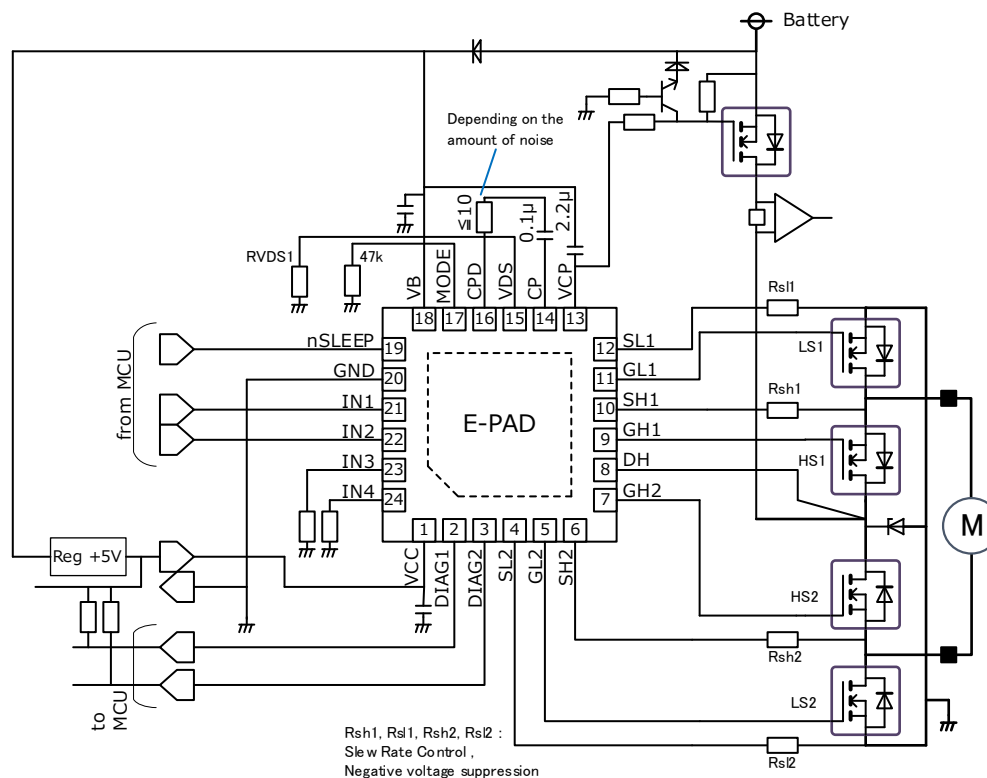 Battery
Depending on the
amount of noise
≤10
0.1μ
2.2μ
RVDS1
47k
VB
MODE
CPD
VDS
CP
VCP
18
17
16
15
14
13
Rsl1
nSLEEP
19
12
SL1
LS1
GND
20
11
GL1
from MCU
IN1
21
10
SH1
Rsh1
IN2
22
E-PAD
9
GH1
HS1
IN3
23
8
DH
IN4
24
7
GH2
M
1
2
3
4
5
6
Reg +5V
VCC
DIAG1
DIAG2
SL2
GL2
SH2
HS2
Rsh2
to
MCU
LS2
Rsh1, Rsl1, Rsh2, Rsl2 :
Slew Rate Control ,
Negative voltage suppression
Rsl2